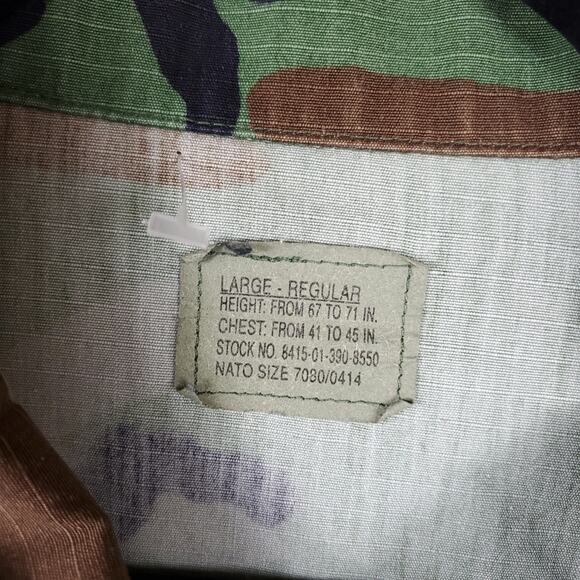 LARGE - REGULAR
HEIGHT: FROM 67 TO 71 IN.
CHEST: FROM 41 TO 45 IN.
STOCK NO. 8415-01-390-8550
NATO SIZE 7080/0414